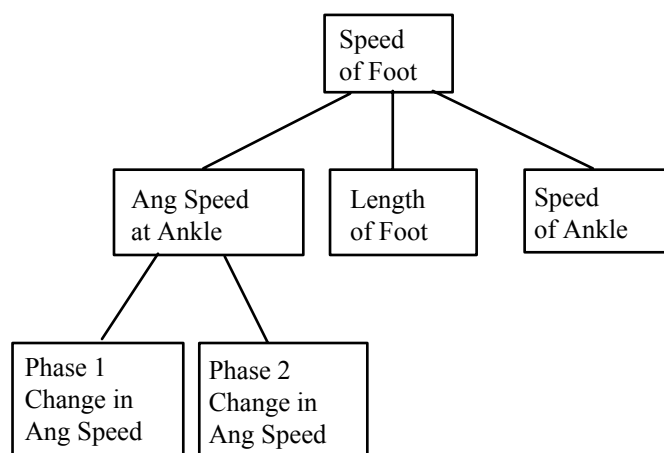 Speed
of Foot
Ang Speed
at Ankle
Length
of Foot
Speed
of Ankle
Phase 1
Change in
Ang Speed
Phase 2
Change in
Ang Speed